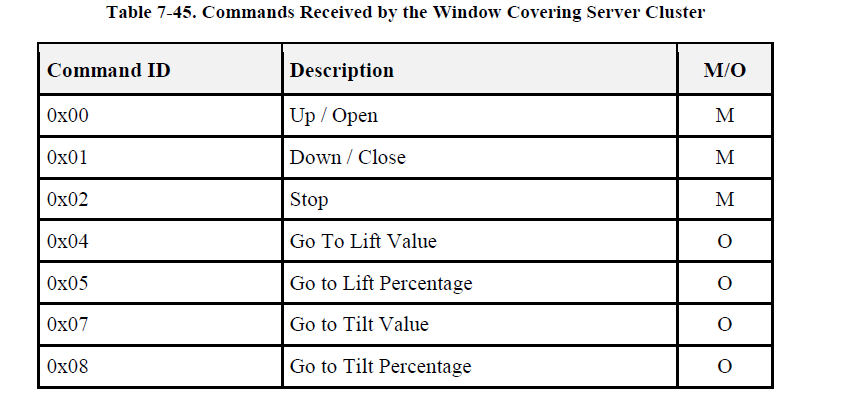 Table 7-45. Commands Received by the Window Covering Server Cluster
Command ID Description M/O
0x00 Up / Open M
0x01 Down / Close M
0x02 Stop M
0x04 Go To Lift Value O
0x05 Go to Lift Percentage O
0x07 Go to Tilt Value O
0x08 Go to Tilt Percentage O